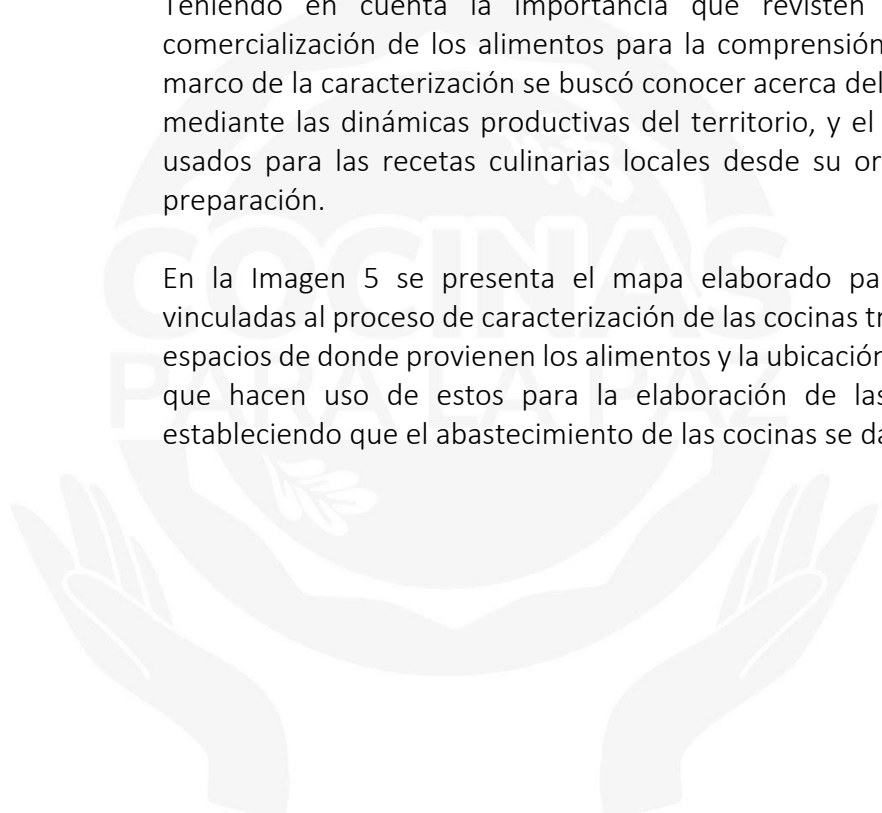 Teniendo en cuenta la importancia que revisten
comercialización de los alimentos para la comprensión
marco de la caracterización se buscó conocer acerca del
mediante las dinámicas productivas del territorio, y el
usados para las recetas culinarias locales desde su or
preparación.
En la Imagen 5 se presenta el mapa elaborado pa
vinculadas al proceso de caracterización de las cocinas tr
espacios de donde provienen los alimentos y la ubicación
que hacen uso de estos para la elaboración de las
estableciendo que el abastecimiento de las cocinas se da
COCINAS
PARA LA PAZ